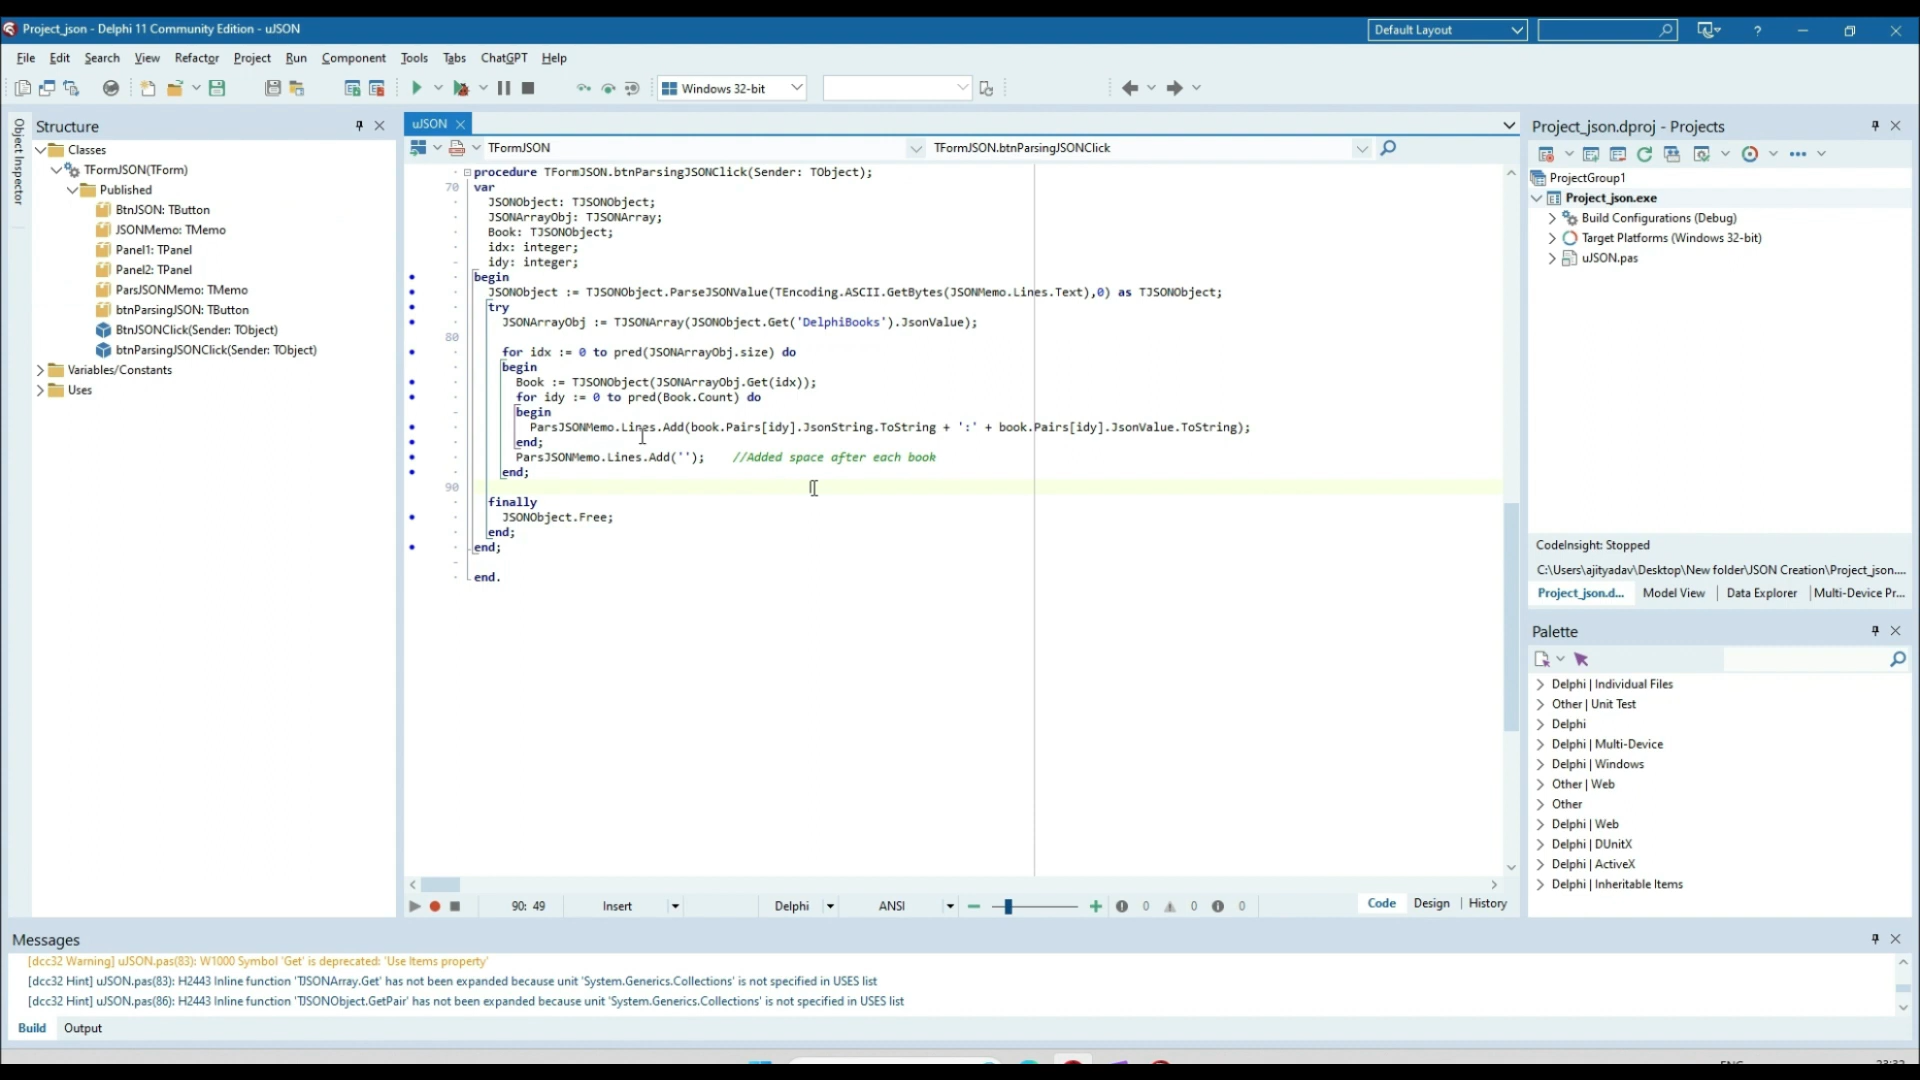 Project_json - Delphi 11 Community Edition - uJSON
Default Layout
File Edit Search View Refactor Project Run Component Tools Tabs ChatGPT Help
Windows 32-bit
Object Inspector
Structure
Classes
TFormJSON(TForm)
Published
BtnJSON: TButton
JSONMemo: TMemo
Panel1: TPanel
Panel2: TPanel
ParsJSONMemo: TMemo
btnParsingJSON: TButton
BtnJSONClick(Sender: TObject)
btnParsingJSONClick(Sender: TObject)
Variables/Constants
Uses
uJSON
TFormJSON
TFormJSON.btnParsingJSONClick
procedure TFormJSON.btnParsingJSONClick(Sender: TObject);
70 var
JSONObject: TJSONObject;
JSONArrayObj: TJSONArray;
Book: TJSONObject;
idx: integer;
idy: integer;
begin
JSONObject := TJSONObject.ParseJSONValue(TEncoding.ASCII.GetBytes(JSONMemo.Lines.Text),0) as TJSONObject;
try
JSONArrayObj := TJSONArray(JSONObject.Get('DelphiBooks').JsonValue);
80
for idx := 0 to pred(JSONArrayObj.size) do
begin
Book := TJSONObject(JSONArrayObj.Get(idx));
for idy := 0 to pred(Book.Count) do
begin
ParsJSONMemo.Lines.Add(book.Pairs[idy].JsonString.ToString + ':' + book.Pairs[idy].JsonValue.ToString);
end;
ParsJSONMemo.Lines.Add(''); //Added space after each book
end;
90
finally
JSONObject.Free;
end;
end;
end.
90: 49
Insert
Delphi
ANSI
0 0 0
Code Design History
Project_json.dproj - Projects
ProjectGroup1
Project_json.exe
Build Configurations (Debug)
Target Platforms (Windows 32-bit)
uJSON.pas
CodeInsight: Stopped
C:\Users\ajityadav\Desktop\New folder\JSON Creation\Project_json....
Project_json.d... Model View Data Explorer Multi-Device Pr...
Palette
Delphi | Individual Files
Other | Unit Test
Delphi
Delphi | Multi-Device
Delphi | Windows
Other | Web
Other
Delphi | Web
Delphi | DUnitX
Delphi | ActiveX
Delphi | Inheritable Items
Messages
[dcc32 Warning] uJSON.pas(83): W1000 Symbol 'Get' is deprecated: 'Use Items property'
[dcc32 Hint] uJSON.pas(83): H2443 Inline function 'TJSONArray.Get' has not been expanded because unit 'System.Generics.Collections' is not specified in USES list
[dcc32 Hint] uJSON.pas(86): H2443 Inline function 'TJSONObject.GetPair' has not been expanded because unit 'System.Generics.Collections' is not specified in USES list
Build Output